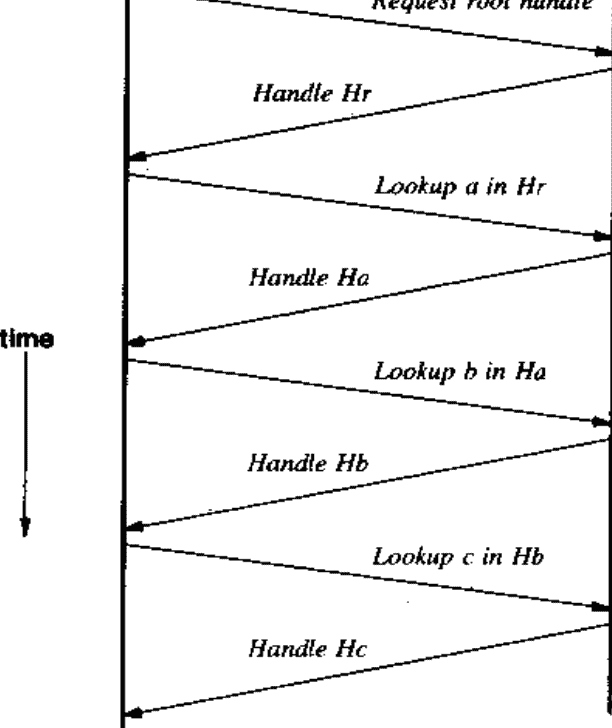 Request root handle
Handle Hr
Lookup a in Hr
Handle Ha
time
Lookup b in Ha
Handle Hb
Lookup c in Hb
Handle Hc